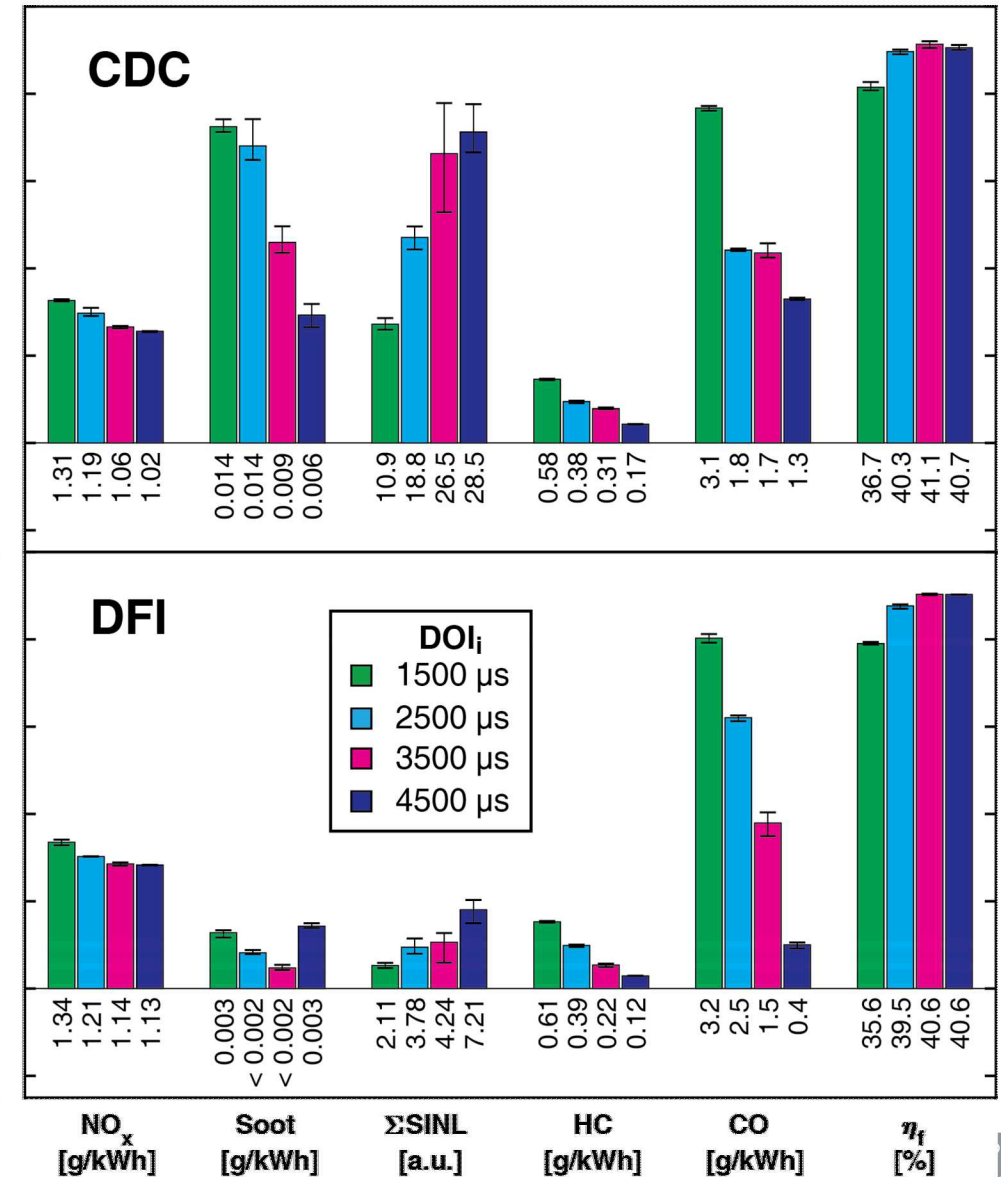 CDC
1.31 1.19 1.06 1.02 0.014 0.014 0.009 0.006 10.9 18.8 26.5 28.5 0.58 0.38 0.31 0.17 3.1 1.8 1.7 1.3 36.7 40.3 41.1 40.7
DFI
DOIi
1500 µs
2500 µs
3500 µs
4500 µs
1.34 1.21 1.14 1.13 0.003 < 0.002 < 0.002 0.003 2.11 3.78 4.24 7.21 0.61 0.39 0.22 0.12 3.2 2.5 1.5 0.4 35.6 39.5 40.6 40.6
NOx Soot ΣSINL HC CO ηf
[g/kWh] [g/kWh] [a.u.] [g/kWh] [g/kWh] [%]